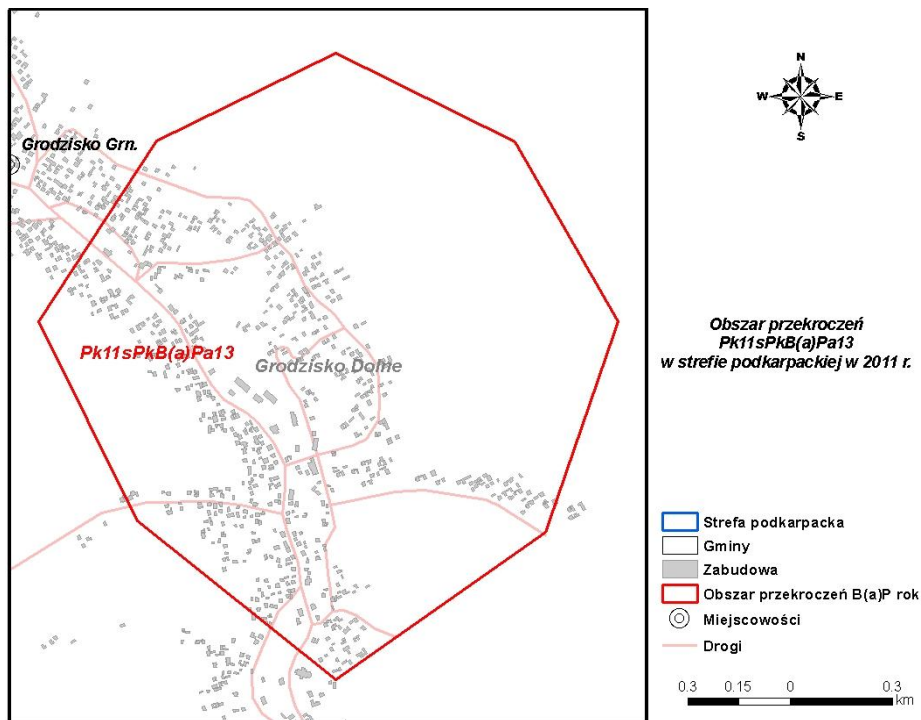 Grodzisko Grn.
Pk11sPkB(a)Pa13
Grodzisko Dolne
N
W E
S
Obszar przekroczeń
Pk11sPkB(a)Pa13
w strefie podkarpackiej w 2011 r.
Strefa podkarpacka
Gminy
Zabudowa
Obszar przekroczeń B(a)P rok
Miejscowości
Drogi
0.3 0.15 0 0.3
km